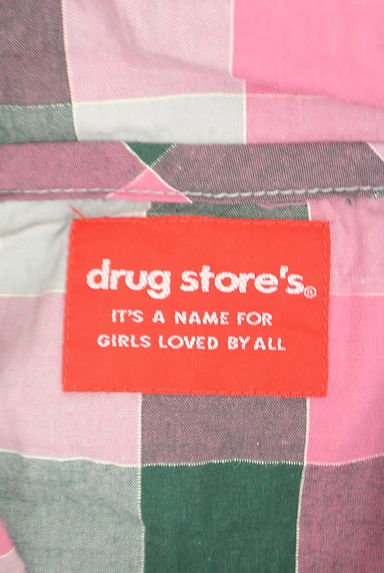 drug store's®
IT'S A NAME FOR
GIRLS LOVED BY ALL